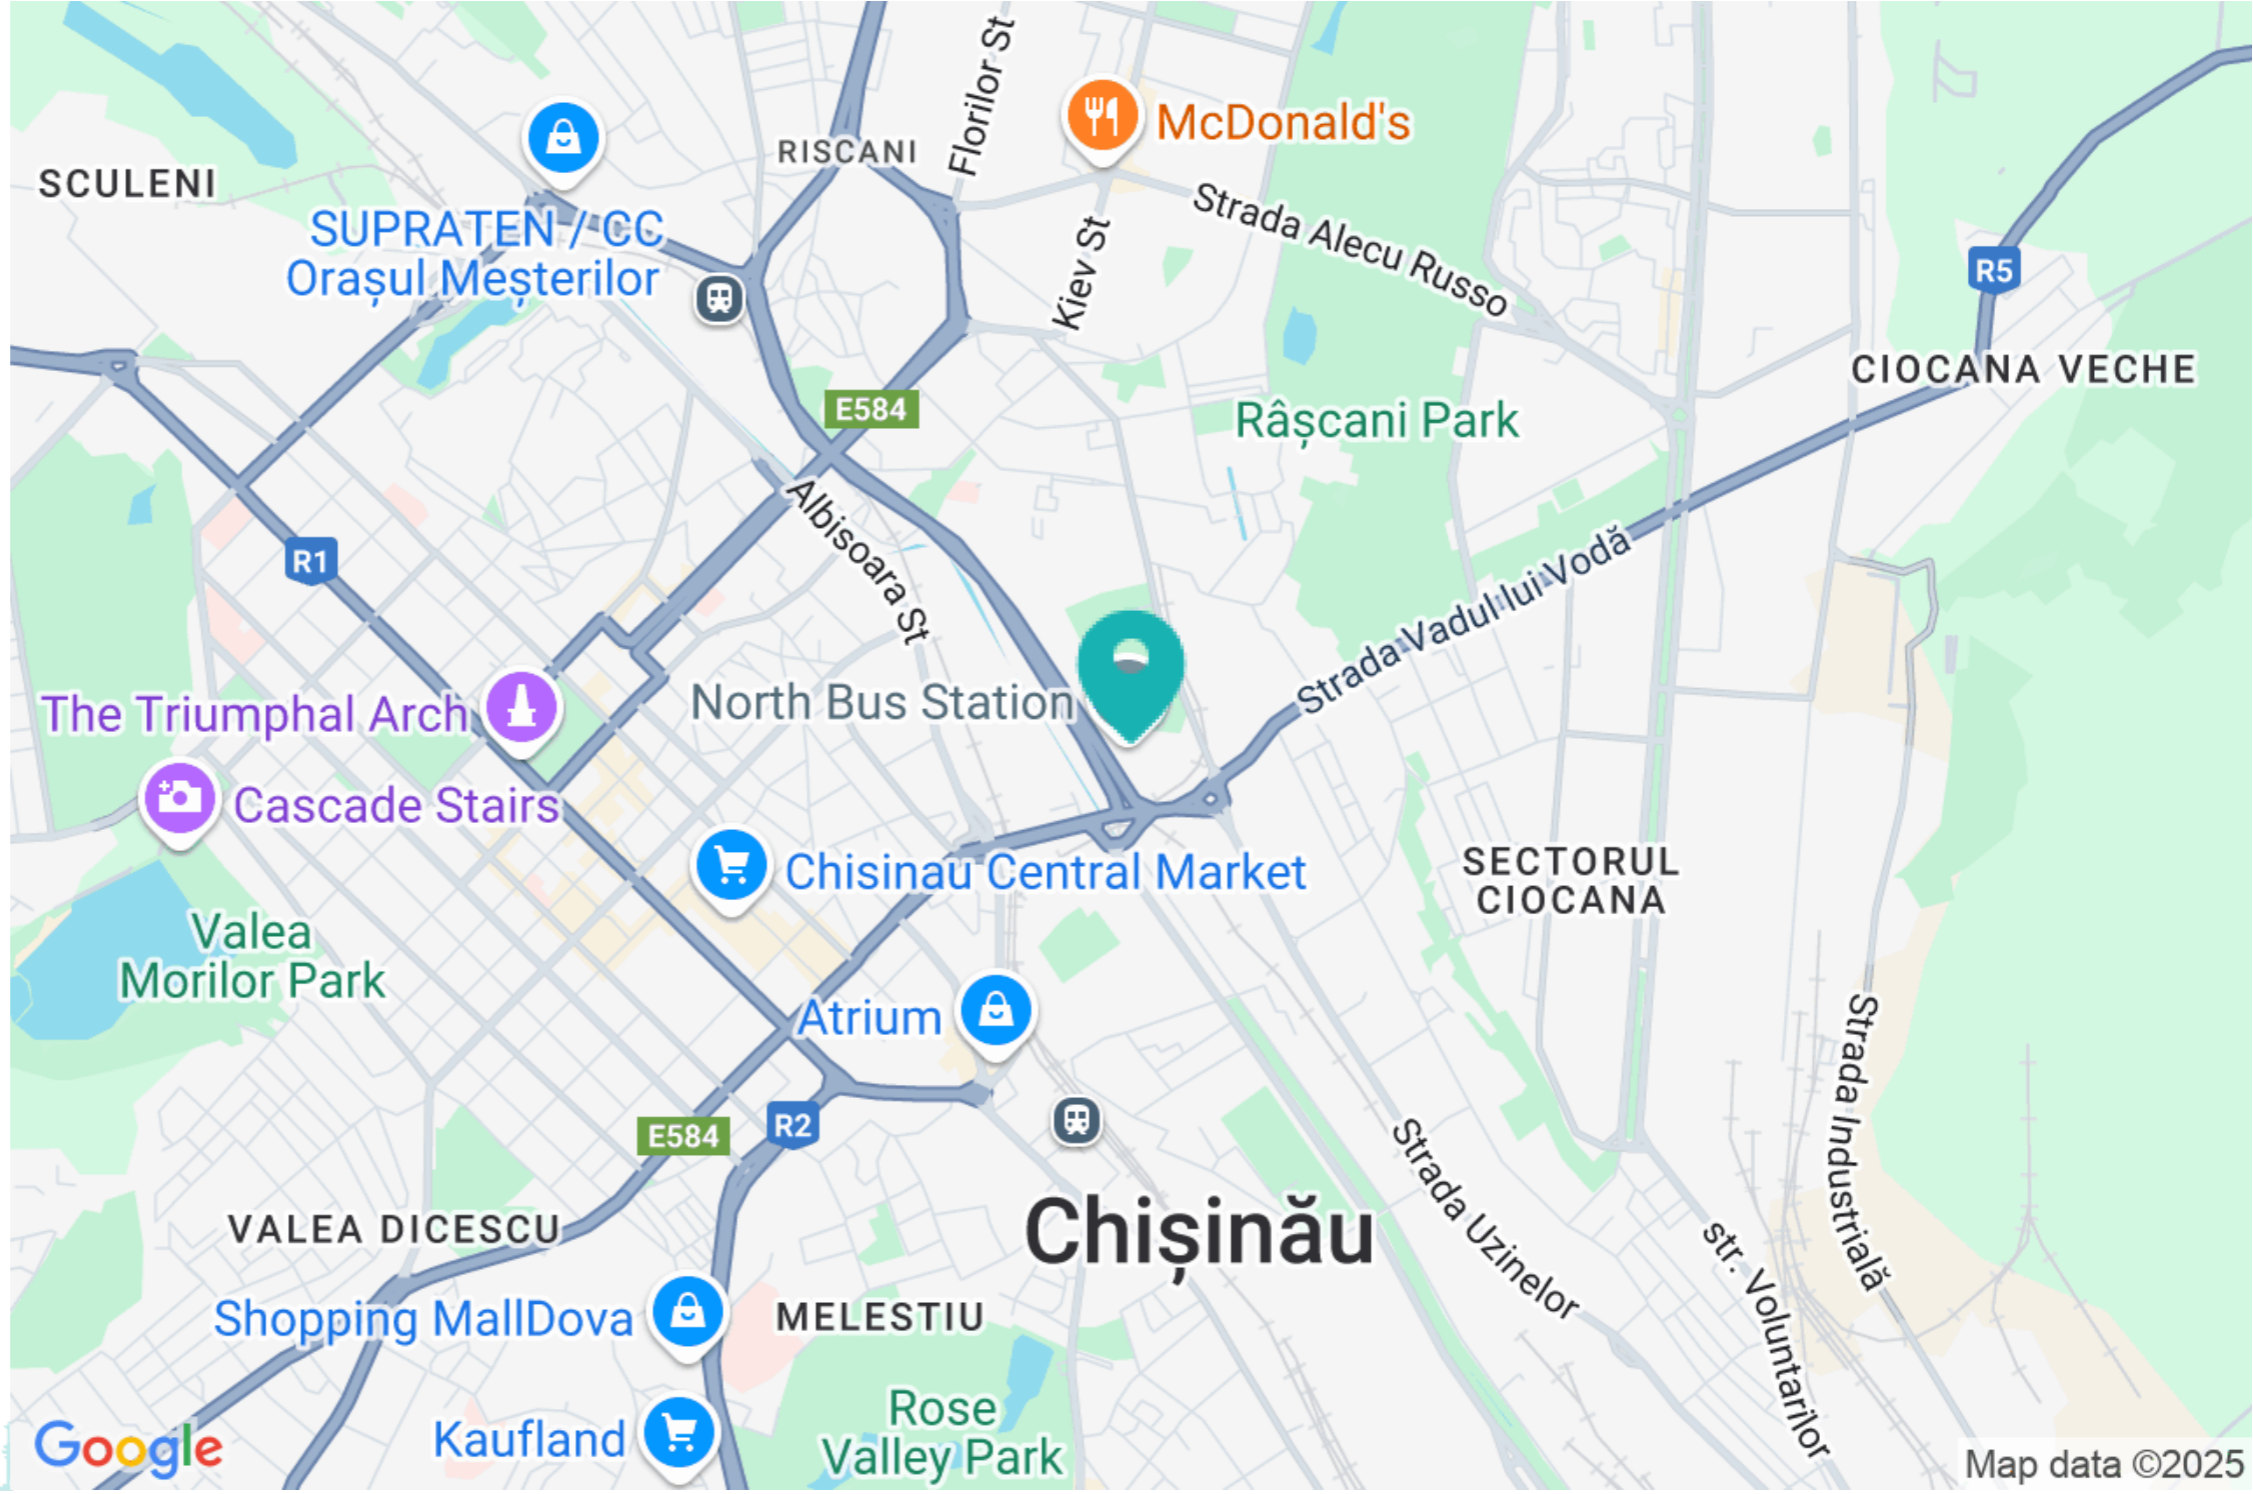 Florilor St
McDonald's
RISCANI
SCULENI
Strada Alecu Russo
SUPRATEN / CC
Orașul Meșterilor
Kiev St
R5
CIOCANA VECHE
E584
Râșcani Park
Albisoara St
R1
Strada Vadul lui Vodă
North Bus Station
The Triumphal Arch
Cascade Stairs
Chisinau Central Market
SECTORUL
CIOCANA
Valea
Morilor Park
Atrium
Strada Industrială
R2
E584
Strada Uzinelor
Chișinău
VALEA DICESCU
str. Voluntarilor
Shopping MallDova
MELESTIU
Rose
Valley Park
Kaufland
Google
Map data ©2025